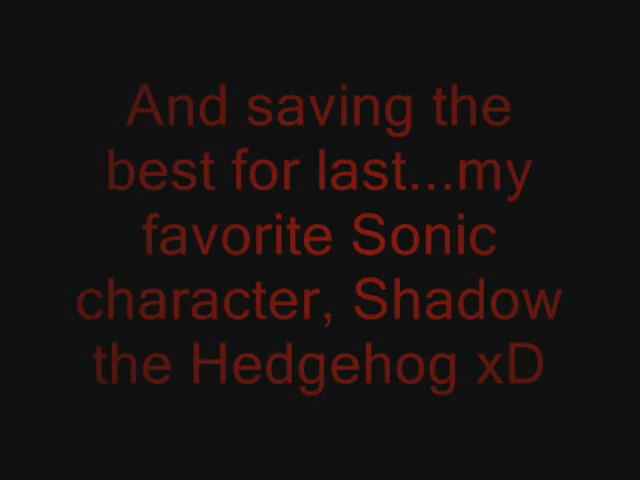 And saving the
best for last...my
favorite Sonic
character, Shadow
the Hedgehog xD